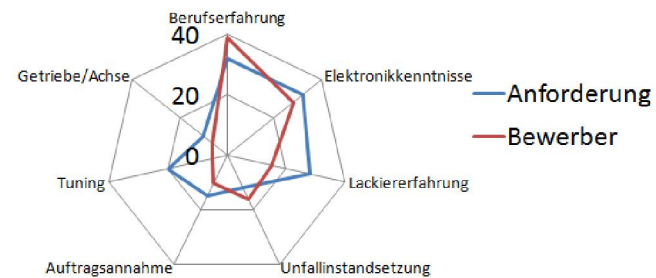 Berufserfahrung
40
Getriebe/Achse
Elektronikkenntnisse
20
Anforderung
Bewerber
0
Tuning
Lackiererfahrung
Auftragsannahme
Unfallinstandsetzung